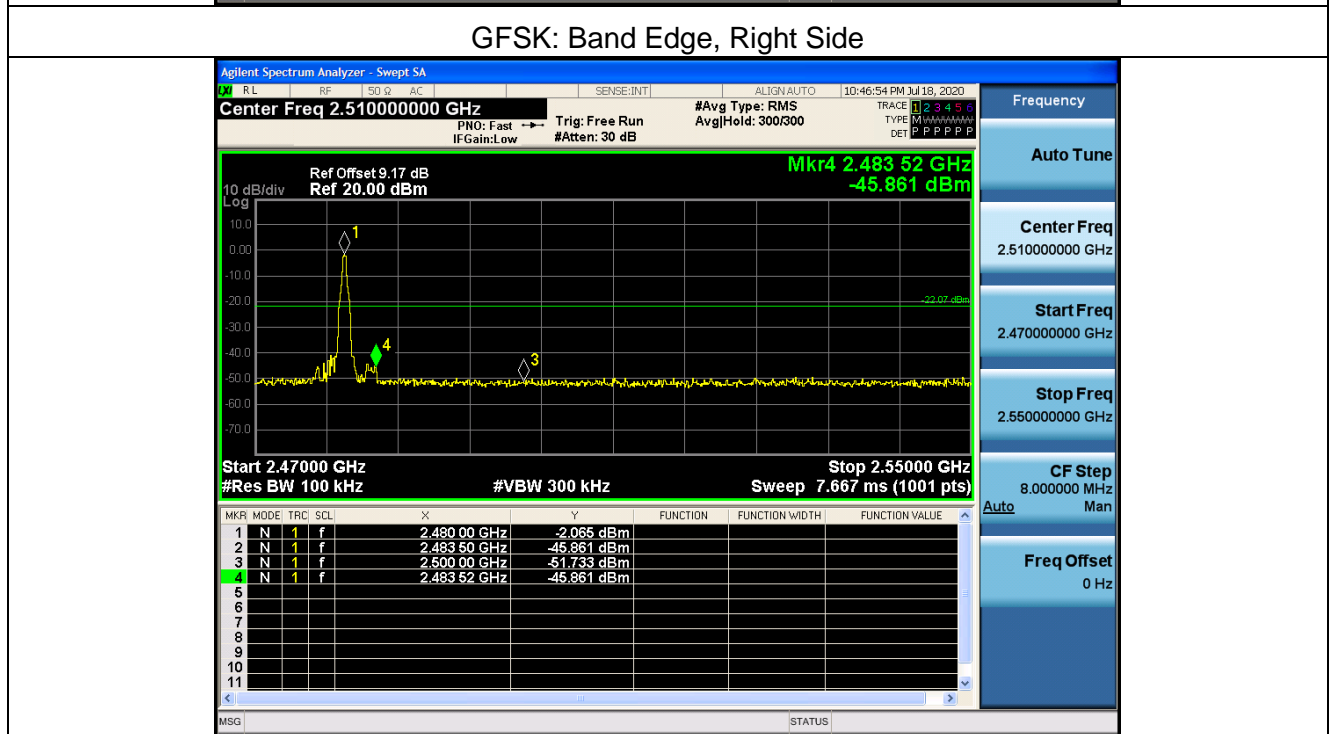 GFSK: Band Edge, Right Side
Agilent Spectrum Analyzer - Swept SA
LXI RL RF 50 Ω AC SENSE:INT ALIGNAUTO 10:46:54 PM Jul 18, 2020
Center Freq 2.510000000 GHz
PNO: Fast
IFGain:Low
Trig: Free Run
#Atten: 30 dB
#Avg Type: RMS
Avg|Hold: 300/300
TRACE 1 2 3 4 5 6
TYPE M
DET P P P P P P
Mkr4 2.483 52 GHz
-45.861 dBm
Ref Offset 9.17 dB
10 dB/div Ref 20.00 dBm
Log
10.0
0.00
-10.0
-20.0
-30.0
-40.0
-50.0
-60.0
-70.0
1
4
3
-22.07 dBm
Start 2.47000 GHz Stop 2.55000 GHz
#Res BW 100 kHz #VBW 300 kHz Sweep 7.667 ms (1001 pts)
MKR MODE TRC SCL X Y FUNCTION FUNCTION WIDTH FUNCTION VALUE
1 N 1 f 2.480 00 GHz -2.065 dBm
2 N 1 f 2.483 50 GHz -45.861 dBm
3 N 1 f 2.500 00 GHz -51.733 dBm
4 N 1 f 2.483 52 GHz -45.861 dBm
5
6
7
8
9
10
11
MSG STATUS
Frequency
Auto Tune
Center Freq
2.510000000 GHz
Start Freq
2.470000000 GHz
Stop Freq
2.550000000 GHz
CF Step
8.000000 MHz
Auto Man
Freq Offset
0 Hz